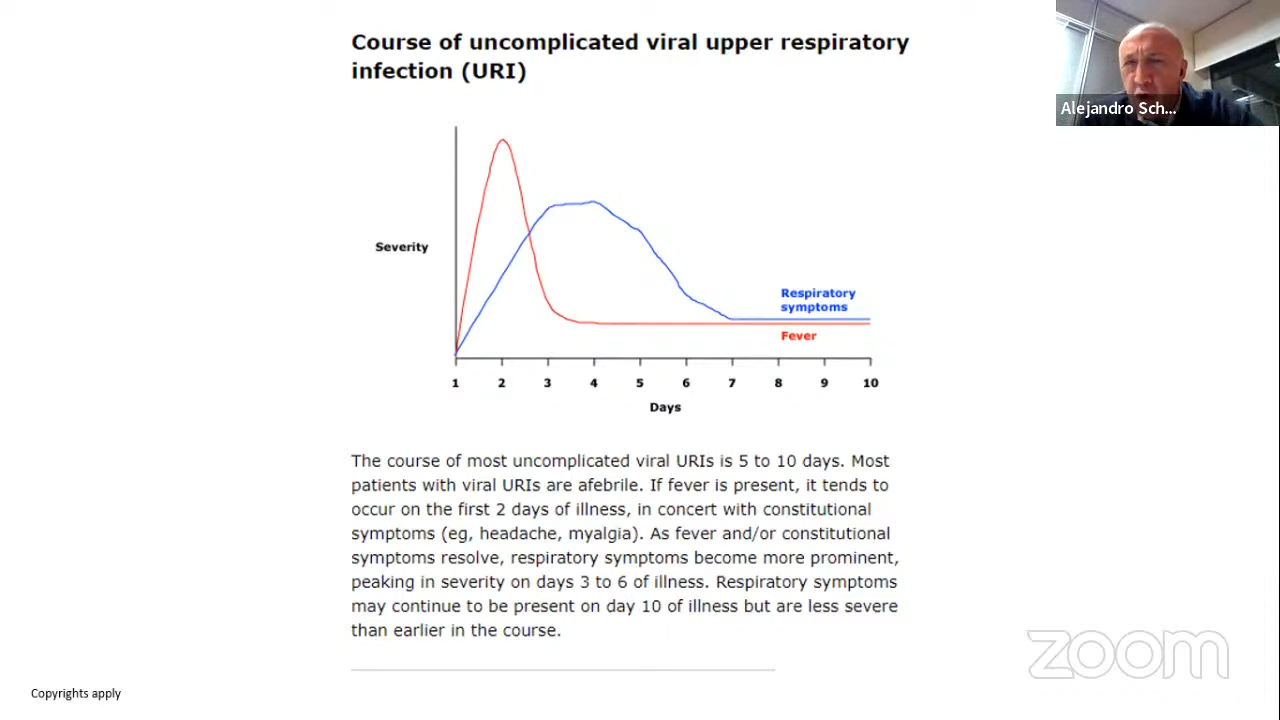 Course of uncomplicated viral upper respiratory
infection (URI)
Alejandro Sch...
Severity
Respiratory
symptoms
Fever
1 2 3 4 5 6 7 8 9 10
Days
The course of most uncomplicated viral URIs is 5 to 10 days. Most
patients with viral URIs are afebrile. If fever is present, it tends to
occur on the first 2 days of illness, in concert with constitutional
symptoms (eg, headache, myalgia). As fever and/or constitutional
symptoms resolve, respiratory symptoms become more prominent,
peaking in severity on days 3 to 6 of illness. Respiratory symptoms
may continue to be present on day 10 of illness but are less severe
than earlier in the course.
zoom
Copyrights apply